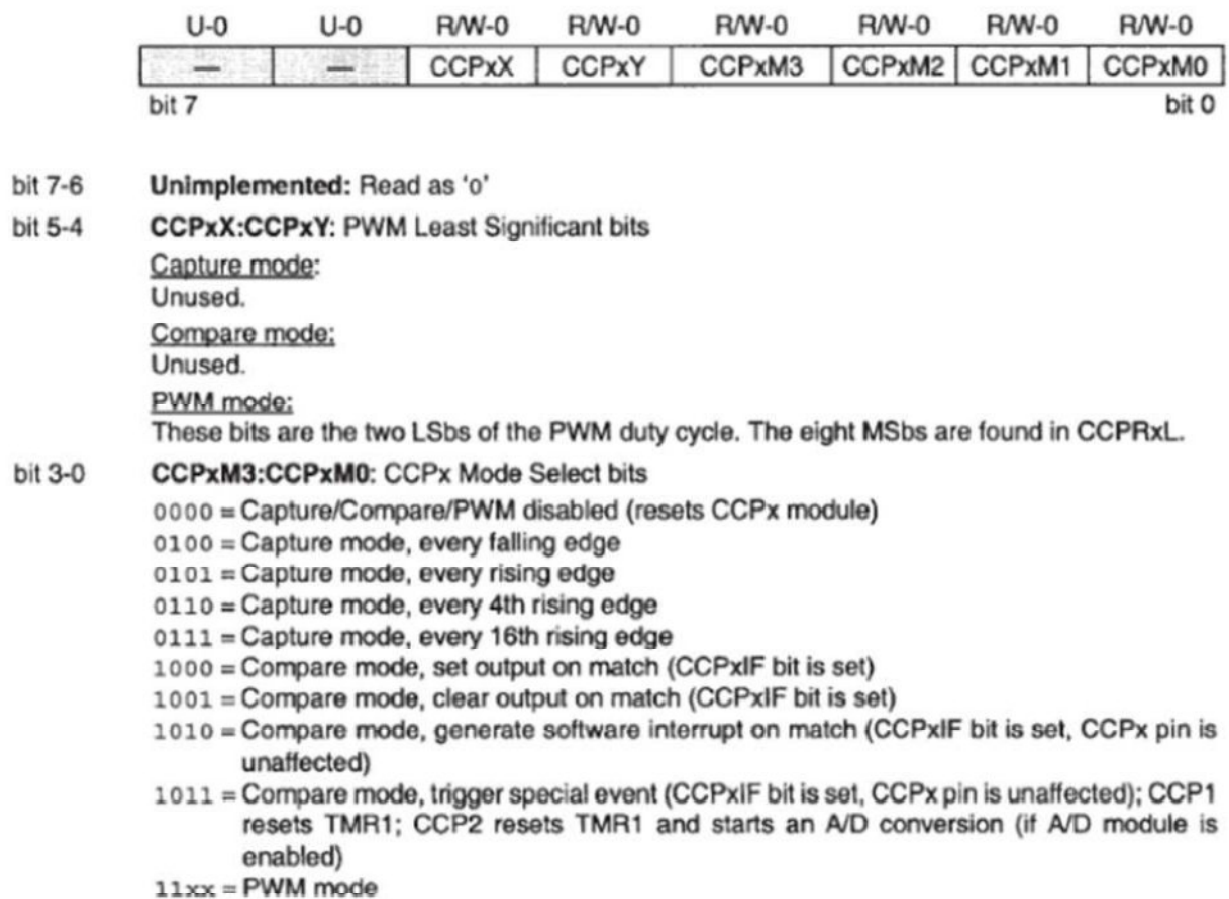 U-0 U-0 R/W-0 R/W-0 R/W-0 R/W-0 R/W-0 R/W-0
— — CCPxX CCPxY CCPxM3 CCPxM2 CCPxM1 CCPxM0
bit 7 bit 0
bit 7-6 Unimplemented: Read as '0'
bit 5-4 CCPxX:CCPxY: PWM Least Significant bits
Capture mode:
Unused.
Compare mode:
Unused.
PWM mode:
These bits are the two LSbs of the PWM duty cycle. The eight MSbs are found in CCPRxL.
bit 3-0 CCPxM3:CCPxM0: CCPx Mode Select bits
0000 = Capture/Compare/PWM disabled (resets CCPx module)
0100 = Capture mode, every falling edge
0101 = Capture mode, every rising edge
0110 = Capture mode, every 4th rising edge
0111 = Capture mode, every 16th rising edge
1000 = Compare mode, set output on match (CCPxIF bit is set)
1001 = Compare mode, clear output on match (CCPxIF bit is set)
1010 = Compare mode, generate software interrupt on match (CCPxIF bit is set, CCPx pin is
unaffected)
1011 = Compare mode, trigger special event (CCPxIF bit is set, CCPx pin is unaffected); CCP1
resets TMR1; CCP2 resets TMR1 and starts an A/D conversion (if A/D module is
enabled)
11xx = PWM mode